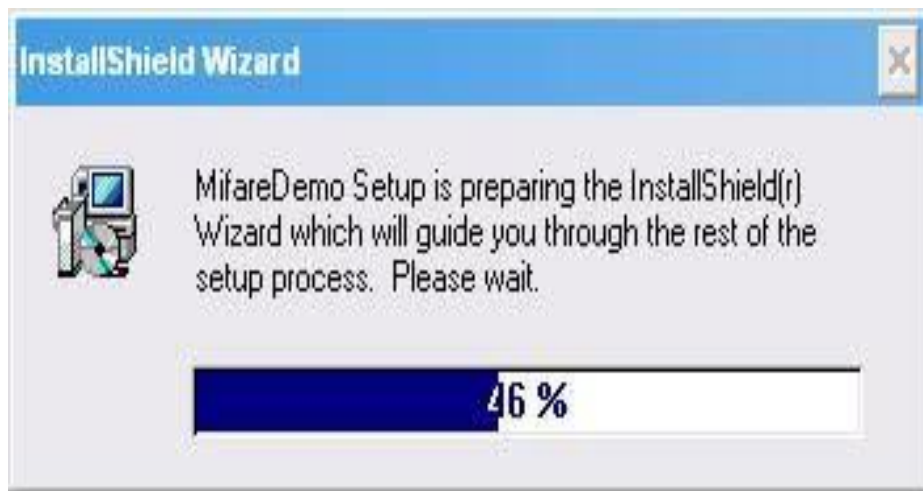 InstallShield Wizard
MifareDemo Setup is preparing the InstallShield(r)
Wizard which will guide you through the rest of the
setup process. Please wait.
46 %